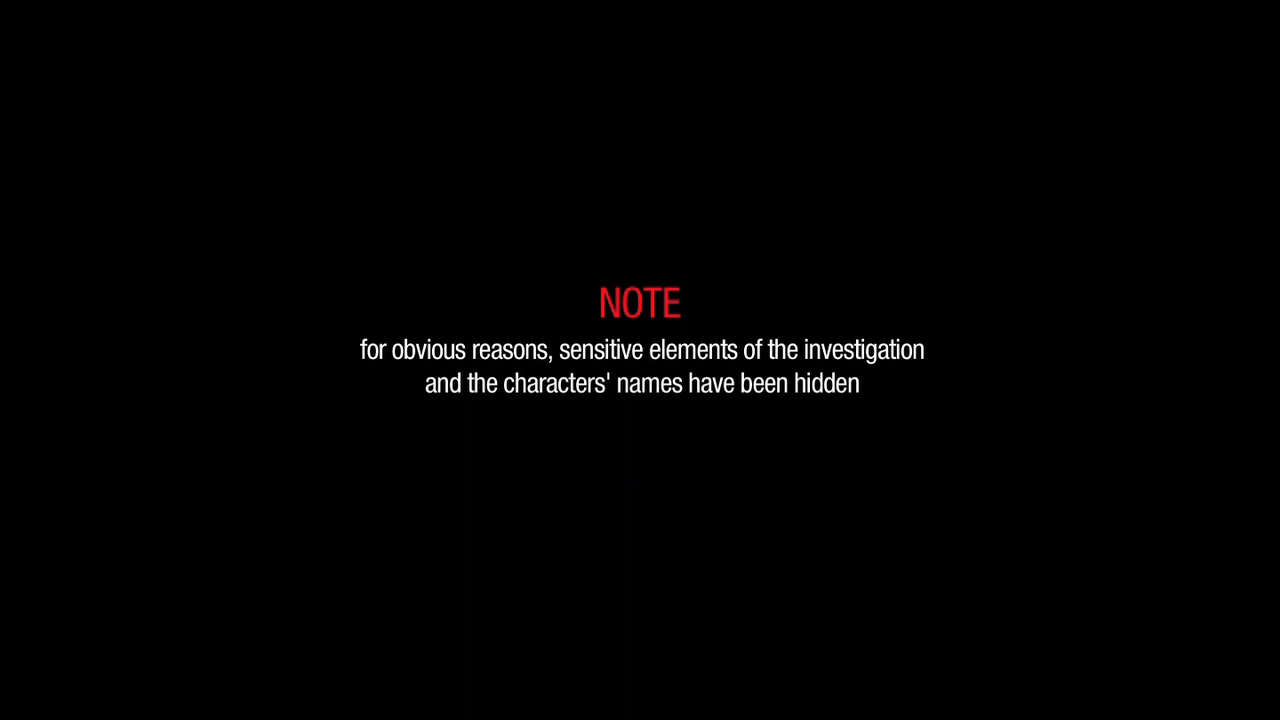 NOTE
for obvious reasons, sensitive elements of the investigation
and the characters' names have been hidden